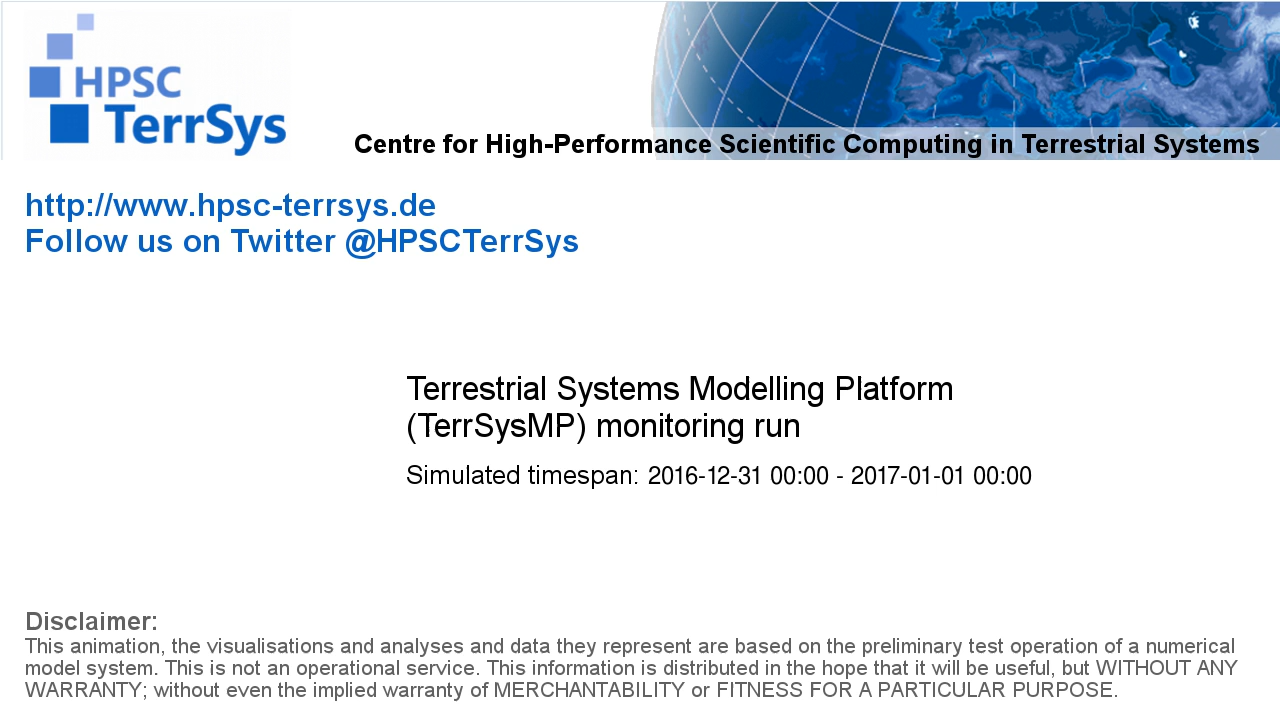 HPSC
TerrSys
Centre for High-Performance Scientific Computing in Terrestrial Systems
http://www.hpsc-terrsys.de
Follow us on Twitter @HPSCTerrSys
Terrestrial Systems Modelling Platform
(TerrSysMP) monitoring run
Simulated timespan: 2016-12-31 00:00 - 2017-01-01 00:00
Disclaimer:
This animation, the visualisations and analyses and data they represent are based on the preliminary test operation of a numerical
model system. This is not an operational service. This information is distributed in the hope that it will be useful, but WITHOUT ANY
WARRANTY; without even the implied warranty of MERCHANTABILITY or FITNESS FOR A PARTICULAR PURPOSE.